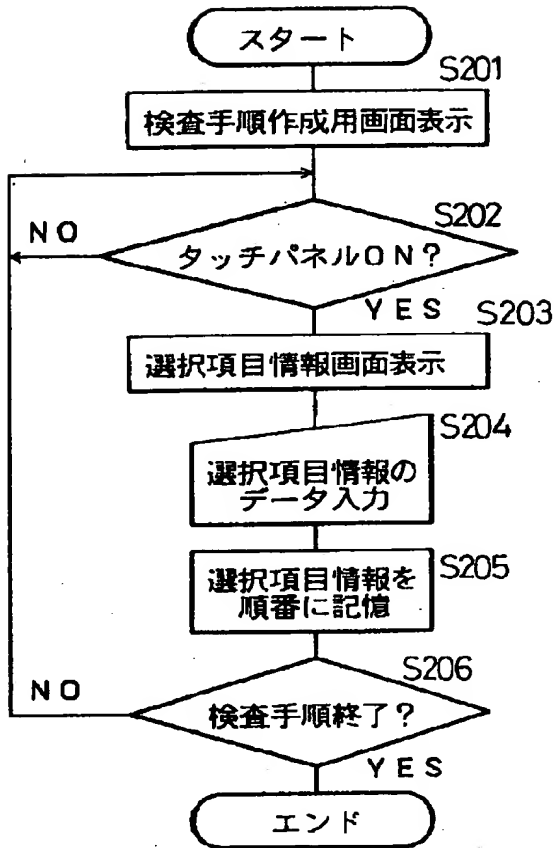 スタート
S201
検査手順作成用画面表示
S202
NO
タッチパネルON?
YES
S203
選択項目情報画面表示
S204
選択項目情報の
データ入力
S205
選択項目情報を
順番に記憶
S206
NO
検査手順終了?
YES
エンド